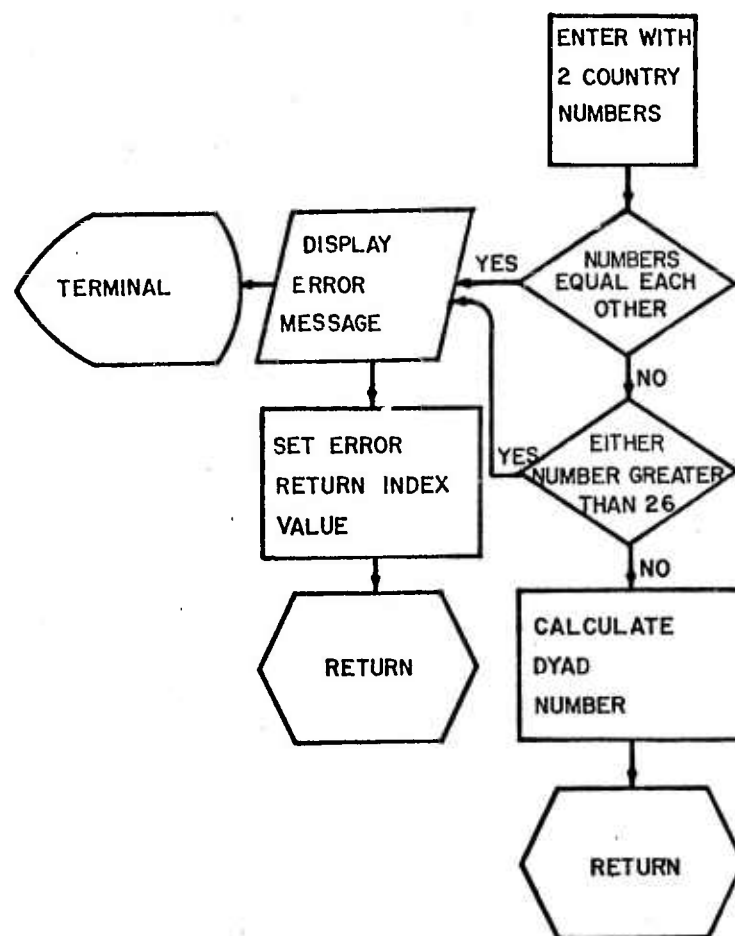 ENTER WITH
2 COUNTRY
NUMBERS
NUMBERS
EQUAL EACH
OTHER
YES
DISPLAY
ERROR
MESSAGE
TERMINAL
NO
EITHER
NUMBER GREATER
THAN 26
YES
SET ERROR
RETURN INDEX
VALUE
RETURN
NO
CALCULATE
DYAD
NUMBER
RETURN